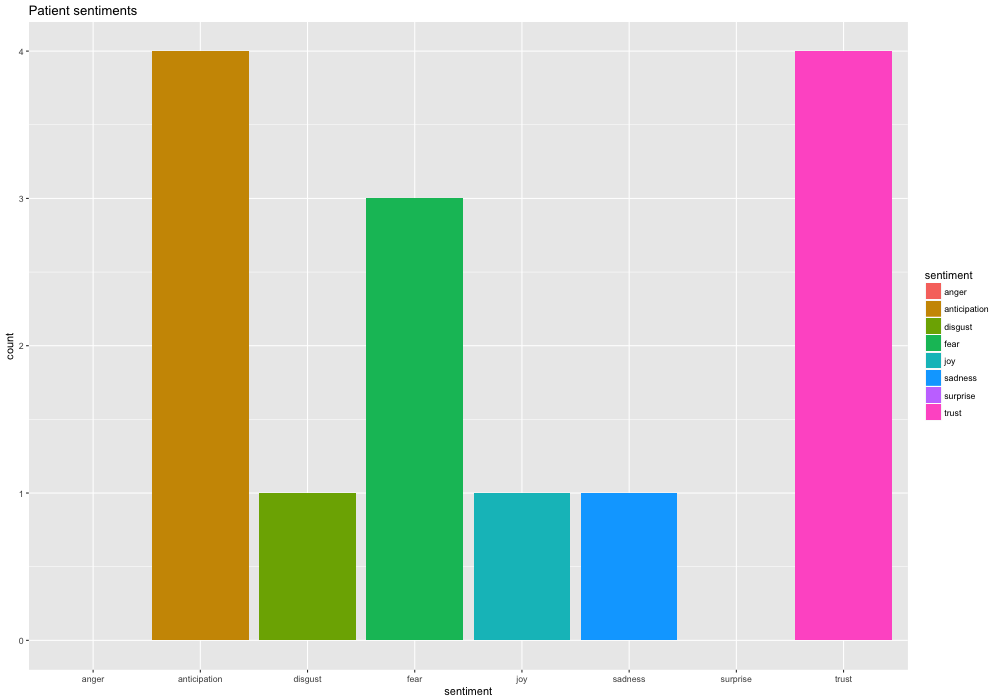 Patient sentiments
4
3
2
1
0
count
anger anticipation disgust fear joy sadness surprise trust
sentiment
sentiment
anger
anticipation
disgust
fear
joy
sadness
surprise
trust